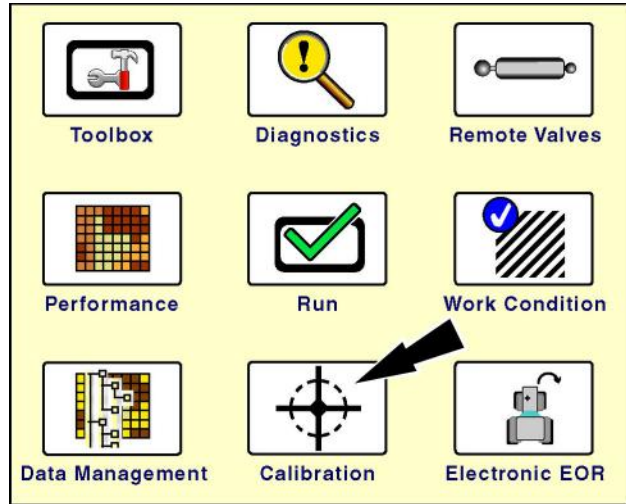 Toolbox
Diagnostics
Remote Valves
Performance
Run
Work Condition
Data Management
Calibration
Electronic EOR